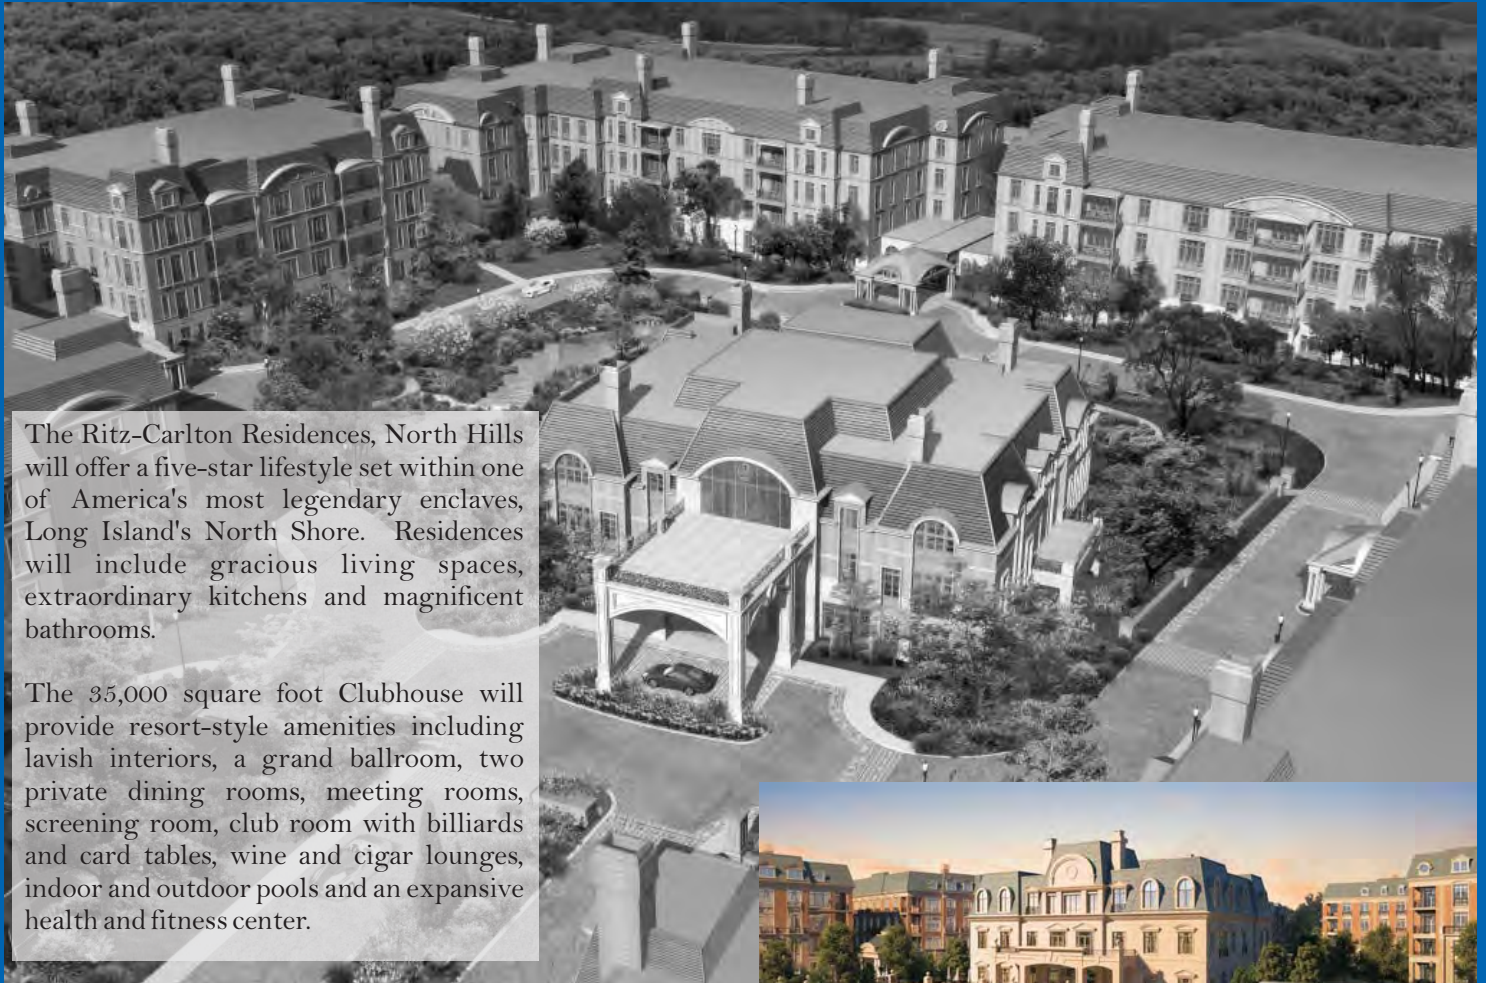 The Ritz-Carlton Residences, North Hills
will offer a five-star lifestyle set within one
of America's most legendary enclaves,
Long Island's North Shore. Residences
will include gracious living spaces,
extraordinary kitchens and magnificent
bathrooms.
The 35,000 square foot Clubhouse will
provide resort-style amenities including
lavish interiors, a grand ballroom, two
private dining rooms, meeting rooms,
screening room, club room with billiards
and card tables, wine and cigar lounges,
indoor and outdoor pools and an expansive
health and fitness center.